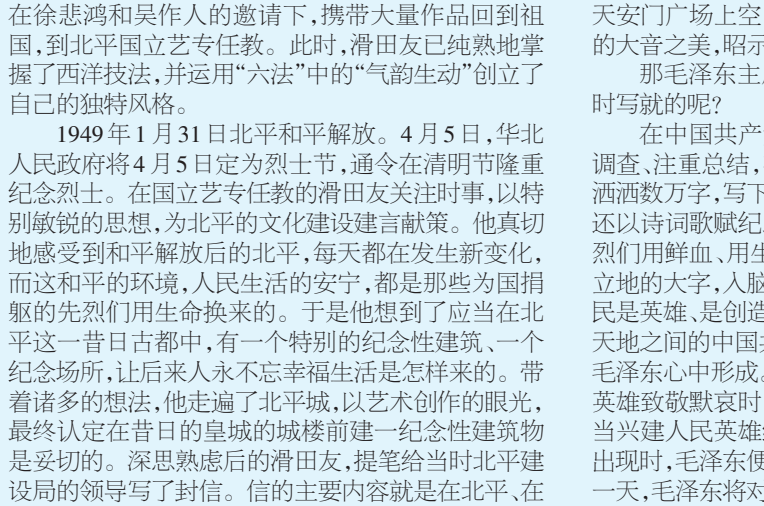 在徐悲鸿和吴作人的邀请下,携带大量作品回到祖
国,到北平国立艺专任教。此时,滑田友已纯熟地掌
握了西洋技法,并运用“六法”中的“气韵生动”创立了
自己的独特风格。
1949年1月31日北平和平解放。4月5日,华北
人民政府将4月5日定为烈士节,通令在清明节隆重
纪念烈士。在国立艺专任教的滑田友关注时事,以特
别敏锐的思想,为北平的文化建设建言献策。他真切
地感受到和平解放后的北平,每天都在发生新变化,
而这和平的环境,人民生活的安宁,都是那些为国捐
躯的先烈们用生命换来的。于是他想到了应当在北
平这一昔日古都中,有一个特别的纪念性建筑、一个
纪念场所,让后来人永不忘幸福生活是怎样来的。带
着诸多的想法,他走遍了北平城,以艺术创作的眼光,
最终认定在昔日的皇城的城楼前建一纪念性建筑物
是妥切的。深思熟虑后的滑田友,提笔给当时北平建
设局的领导写了封信。信的主要内容就是在北平、在
天安门广场上空
的大音之美,昭示
那毛泽东主
时写就的呢?
在中国共产
调查、注重总结,
洒洒数万字,写下
还以诗词歌赋纪
烈们用鲜血、用生
立地的大字,入脑
民是英雄、是创造
天地之间的中国
毛泽东心中形成。
英雄致敬默哀时
当兴建人民英雄
出现时,毛泽东便
一天,毛泽东将对